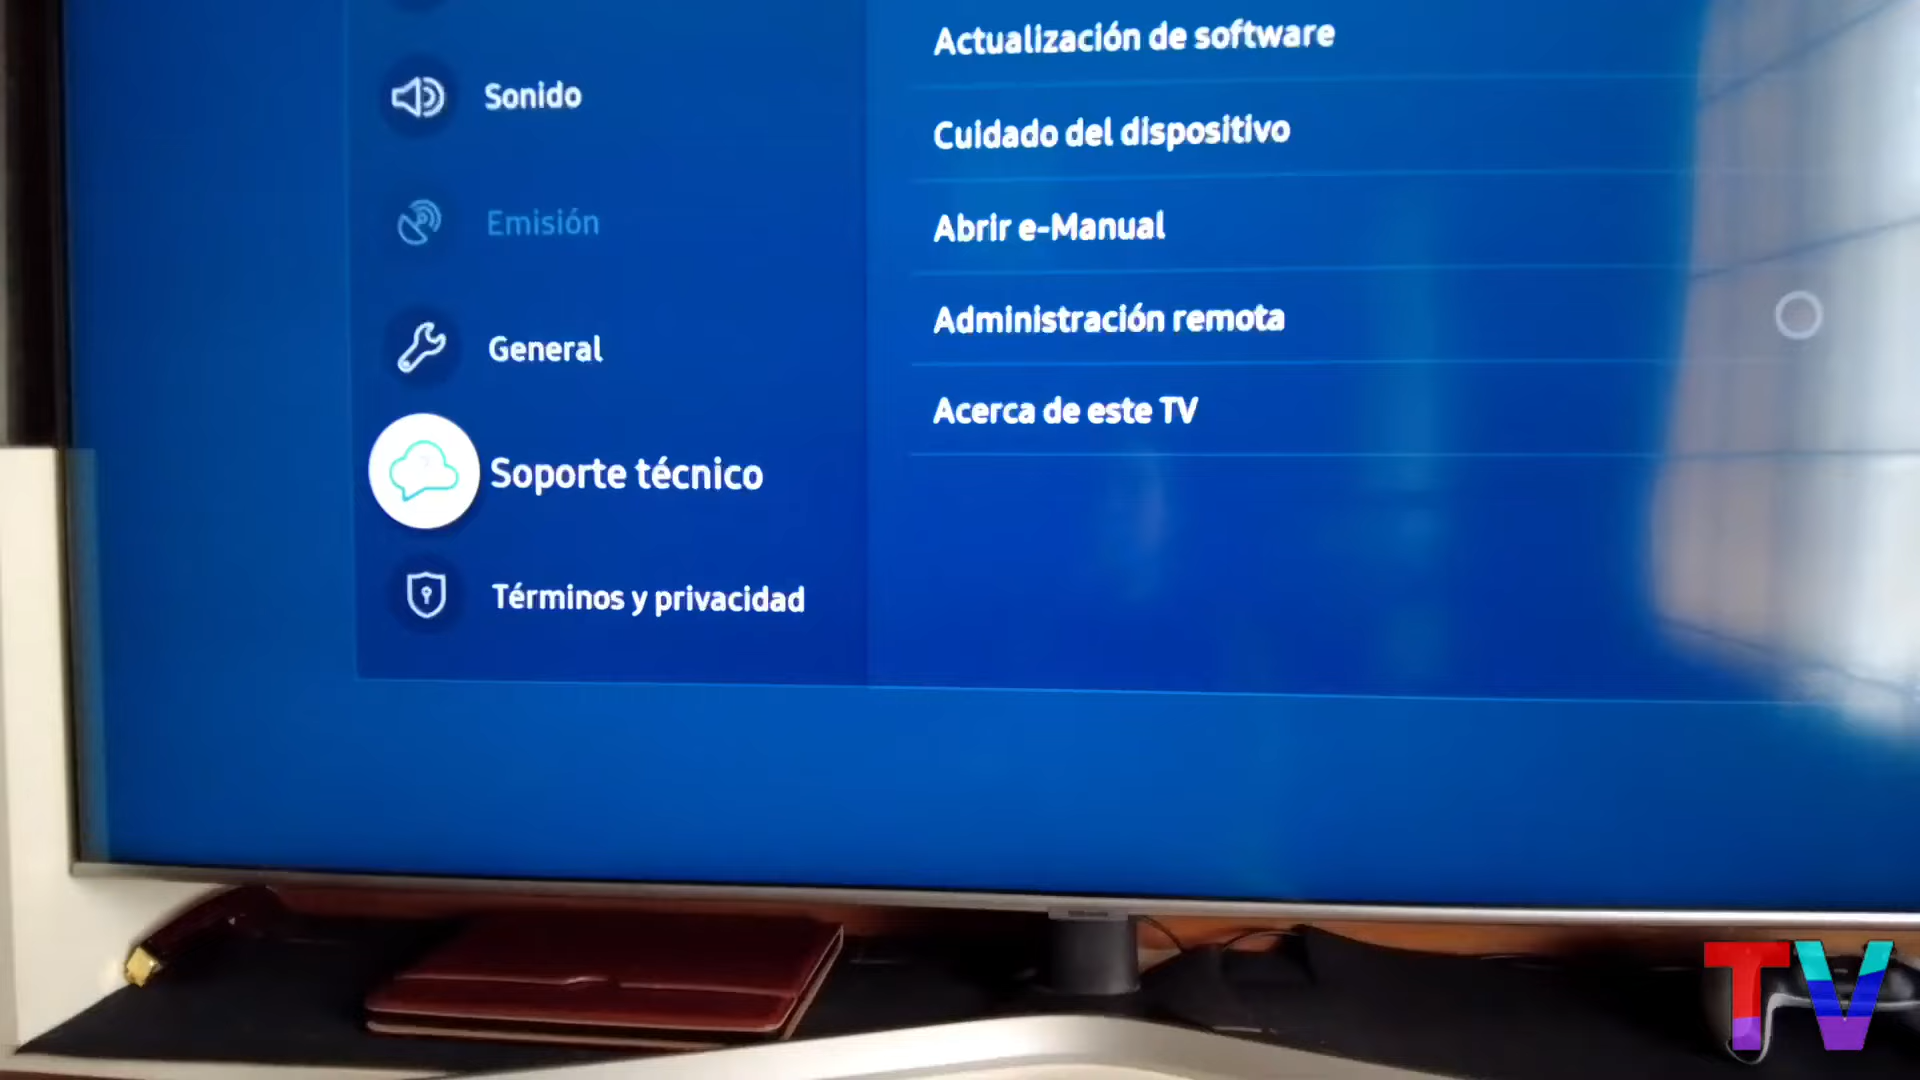 Sonido
Emisión
General
Soporte técnico
Términos y privacidad
Actualización de software
Cuidado del dispositivo
Abrir e-Manual
Administración remota
Acerca de este TV
TV